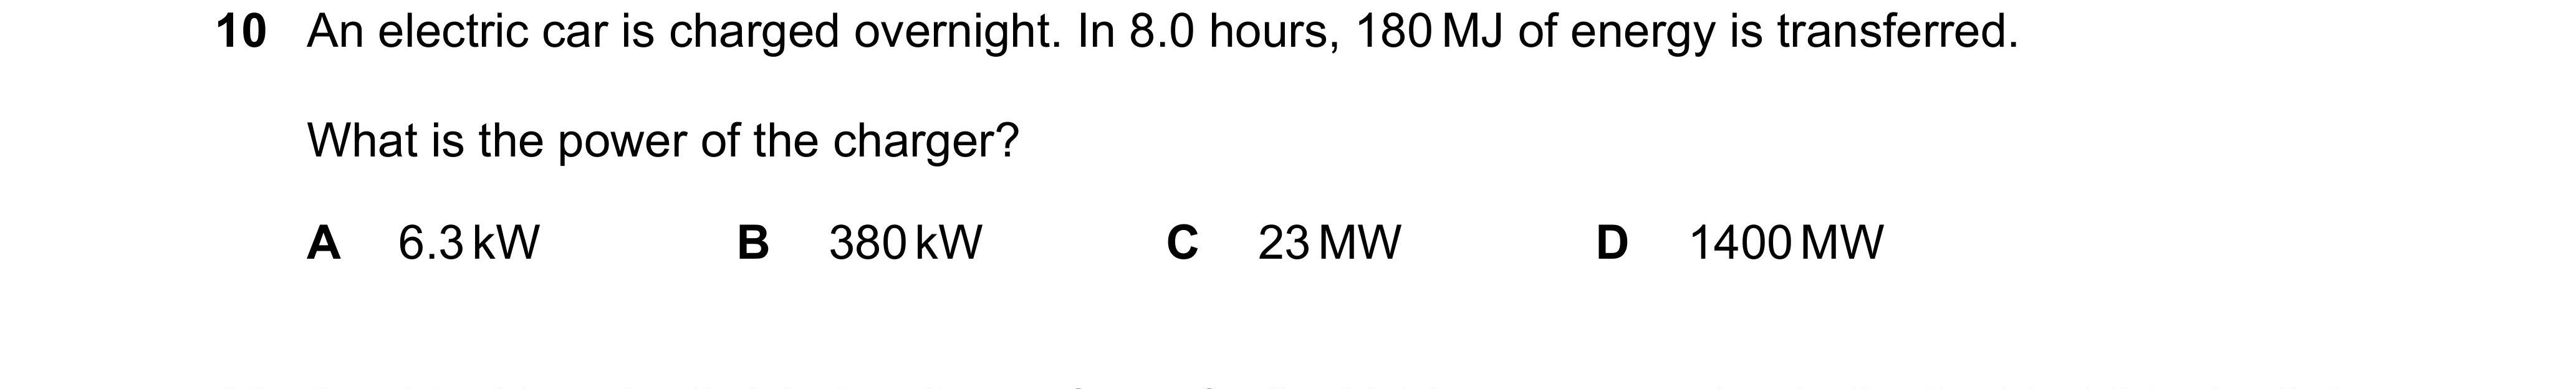 10 An electric car is charged overnight. In 8.0 hours, 180 MJ of energy is transferred.
What is the power of the charger?
A 6.3 kW B 380 kW C 23 MW D 1400 MW